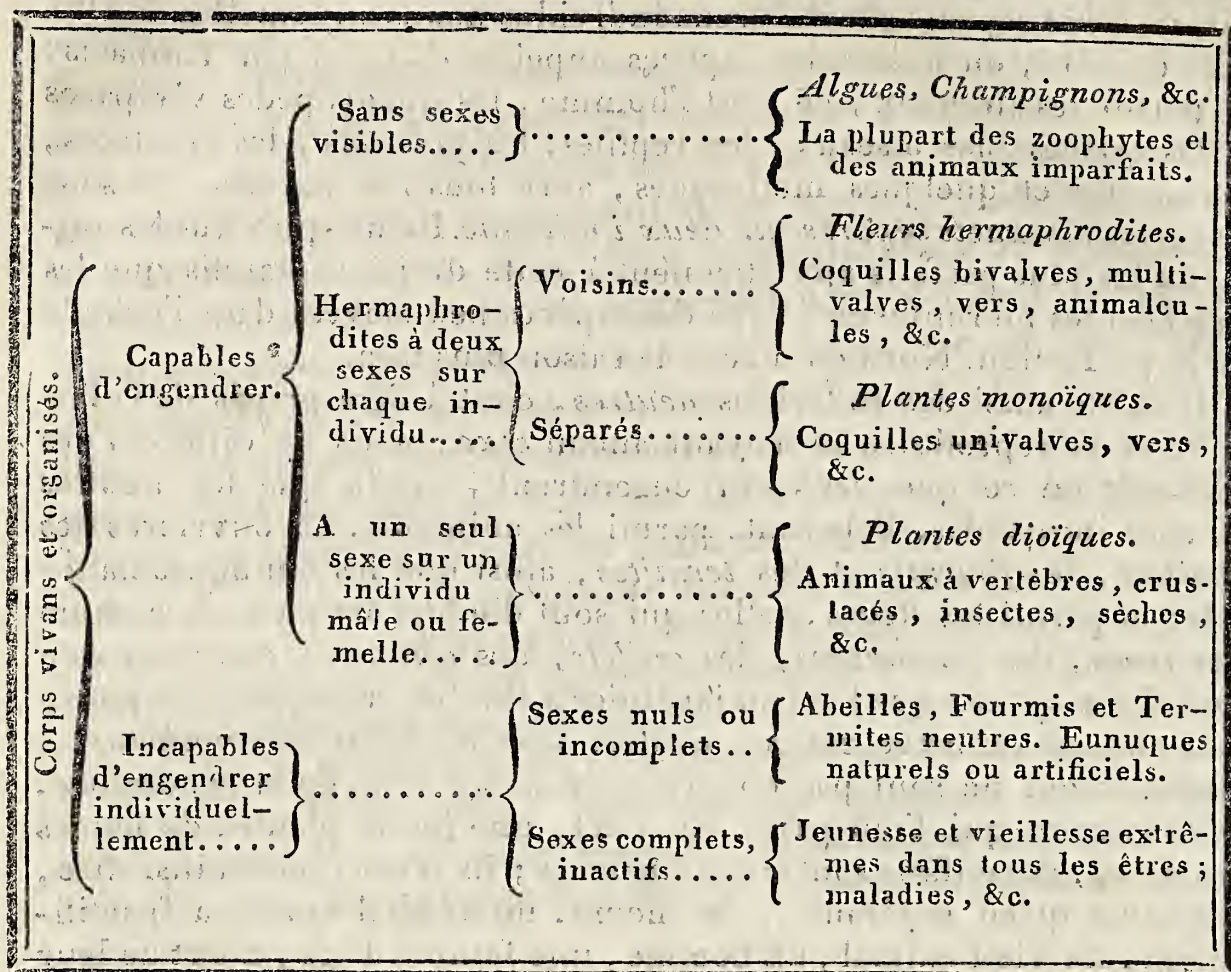 Corps vivans et organisés.
Capables
d'engendrer.
Sans sexes
visibles.....
Algues, Champignons, &c.
La plupart des zoophytes et
des animaux imparfaits.
Hermaphro-
dites à deux
sexes sur
chaque in-
dividu.....
Voisins.......
Fleurs hermaphrodites.
Coquilles bivalves, multi-
valves, vers, animalcu-
les, &c.
Séparés.......
Plantes monoïques.
Coquilles univalves, vers,
&c.
A un seul
sexe sur un
individu
mâle ou fe-
melle.....
Plantes dioïques.
Animaux à vertèbres, crus-
tacés, insectes, sèches,
&c.
Incapables
d'engendrer
individuel-
lement.....
Sexes nuls ou
incomplets..
Abeilles, Fourmis et Ter-
mites neutres. Eunuques
naturels ou artificiels.
Sexes complets,
inactifs.....
Jeunesse et vieillesse extrê-
mes dans tous les êtres;
maladies, &c.